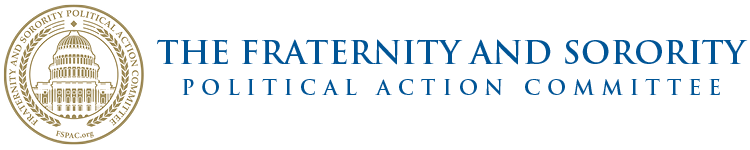 FRATERNITY AND SORORITY POLITICAL ACTION COMMITTEE
FSPAC.org
THE FRATERNITY AND SORORITY
POLITICAL ACTION COMMITTEE